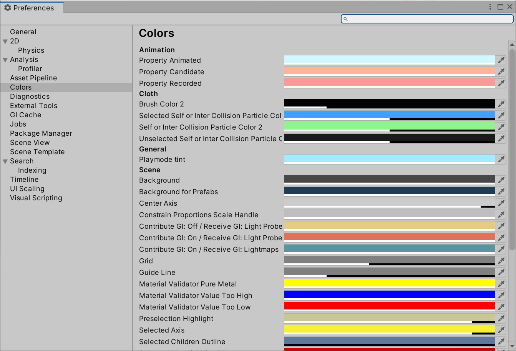 Preferences
Colors
General
2D
Physics
Analysis
Profiler
Asset Pipeline
Colors
Diagnostics
External Tools
GI Cache
Jobs
Package Manager
Scene View
Scene Template
Search
Indexing
Timeline
UI Scaling
Visual Scripting
Animation
Property Animated
Property Candidate
Property Recorded
Cloth
Brush Color 2
Selected Self or Inter Collision Particle Col
Self or Inter Collision Particle Color 2
Unselected Self or Inter Collision Particle C
General
Playmode tint
Scene
Background
Background for Prefabs
Center Axis
Constrain Proportions Scale Handle
Contribute GI: Off / Receive GI: Light Probe
Contribute GI: On / Receive GI: Light Probe
Contribute GI: On / Receive GI: Lightmaps
Grid
Guide Line
Material Validator Pure Metal
Material Validator Value Too High
Material Validator Value Too Low
Preselection Highlight
Selected Axis
Selected Children Outline